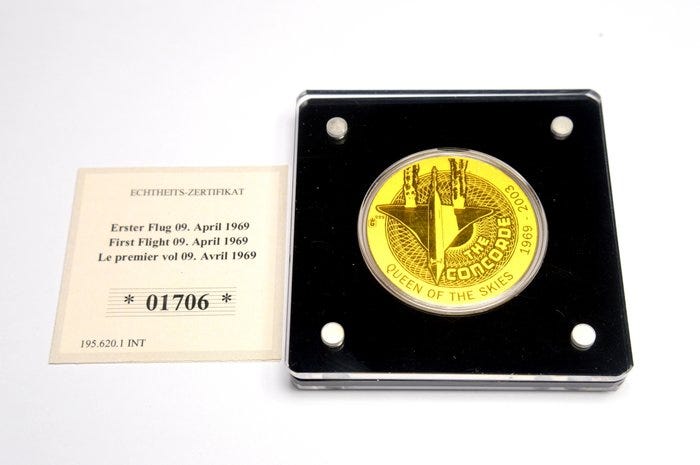 ECHTHEITS-ZERTIFIKAT
Erster Flug 09. April 1969
First Flight 09. April 1969
Le premier vol 09. Avril 1969
* 01706 *
195.620.1 INT
THE
CONCORDE
QUEEN OF THE SKIES
1969 - 2003